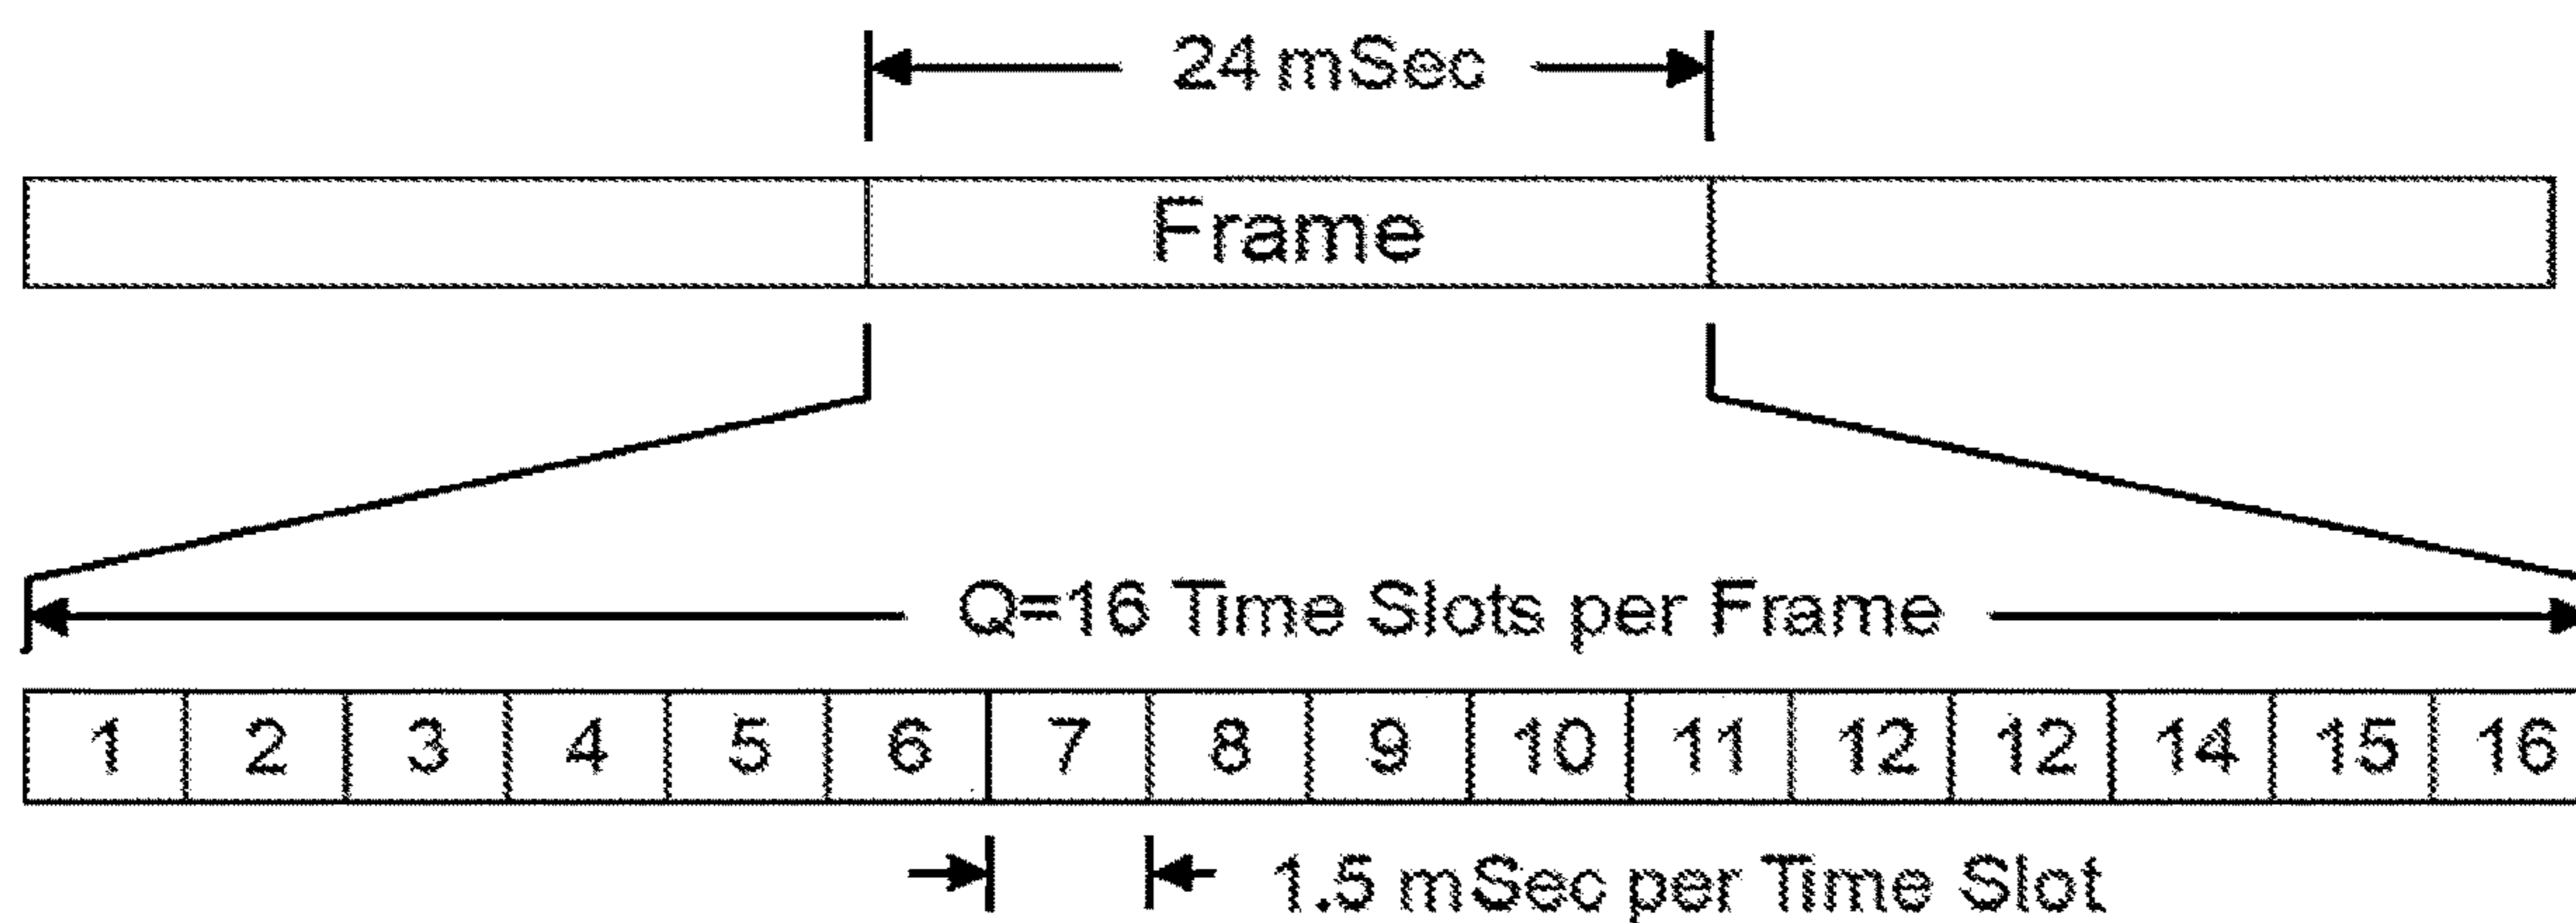 24 mSec
Frame
Q=16 Time Slots per Frame
1 2 3 4 5 6 7 8 9 10 11 12 12 14 15 16
1.5 mSec per Time Slot